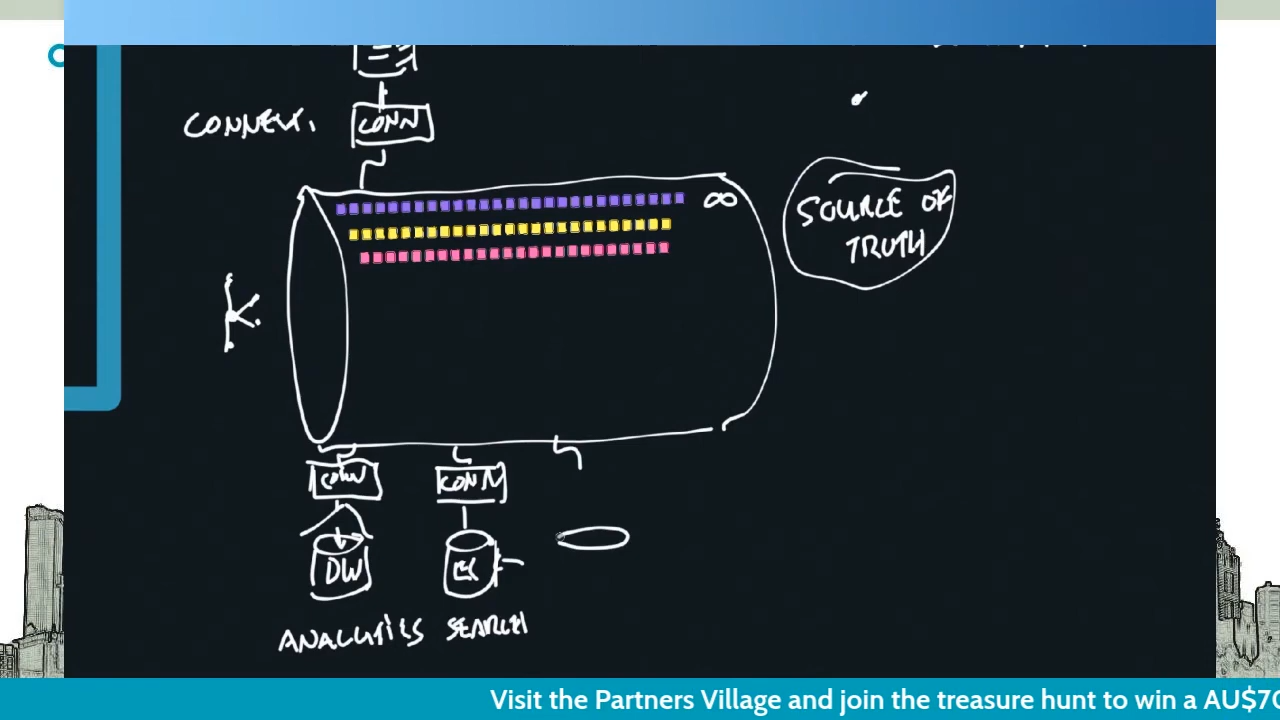 CONNECT.
CONN
∞
SOURCE OF
TRUTH
K
CONN
CONN
DW
ANALYTICS
SEARCH
Visit the Partners Village and join the treasure hunt to win a AU$70